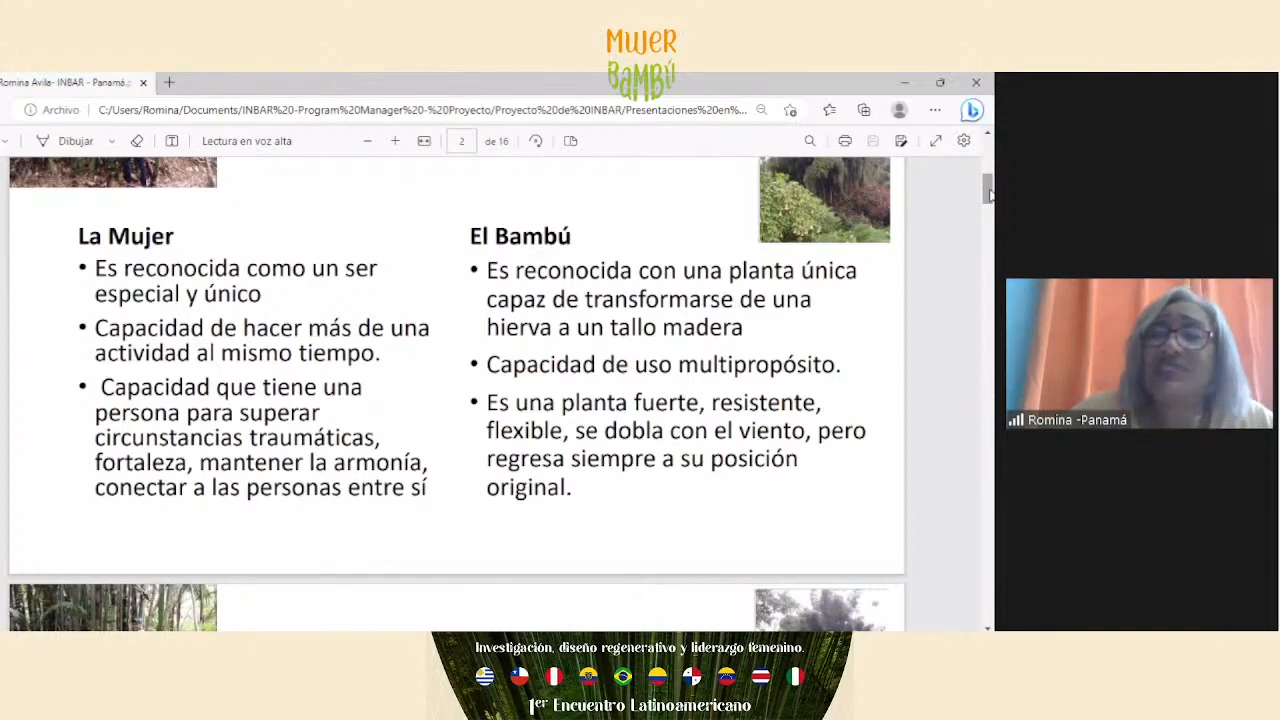 MUJER
BAMBÚ
Romina Avila- INBAR - Panamá.p
Archivo
C:/Users/Romina/Documents/INBAR%20-Program%20Manager%20-%20Proyecto/Proyecto%20de%20INBAR/Presentaciones%20en%...
Dibujar
Lectura en voz alta
2
de 16
La Mujer
• Es reconocida como un ser
especial y único
• Capacidad de hacer más de una
actividad al mismo tiempo.
• Capacidad que tiene una
persona para superar
circunstancias traumáticas,
fortaleza, mantener la armonía,
conectar a las personas entre sí
El Bambú
• Es reconocida con una planta única
capaz de transformarse de una
hierva a un tallo madera
• Capacidad de uso multipropósito.
• Es una planta fuerte, resistente,
flexible, se dobla con el viento, pero
regresa siempre a su posición
original.
Romina -Panamá
Investigación, diseño regenerativo y liderazgo femenino.
1er Encuentro Latinoamericano